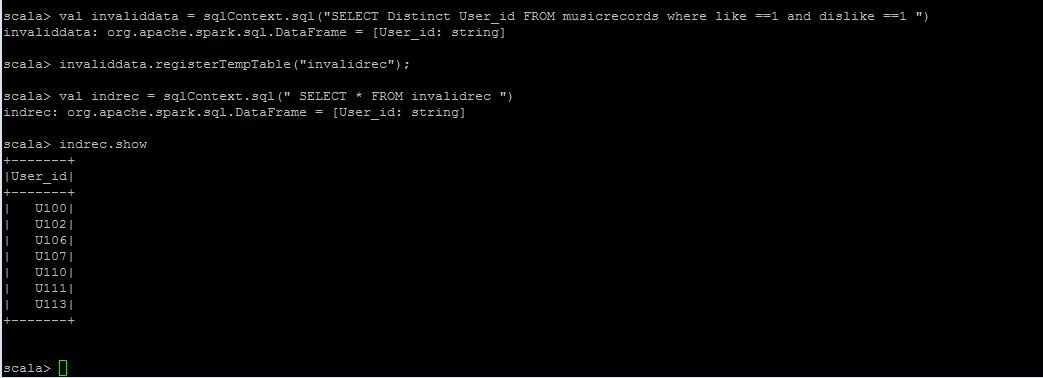 scala> val invaliddata = sqlContext.sql("SELECT Distinct User_id FROM musicrecords where like ==1 and dislike ==1 ")
invaliddata: org.apache.spark.sql.DataFrame = [User_id: string]
scala> invaliddata.registerTempTable("invalidrec");
scala> val indrec = sqlContext.sql(" SELECT * FROM invalidrec ")
indrec: org.apache.spark.sql.DataFrame = [User_id: string]
scala> indrec.show
+-------+
|User_id|
+-------+
|   U100|
|   U102|
|   U106|
|   U107|
|   U110|
|   U111|
|   U113|
+-------+
scala>